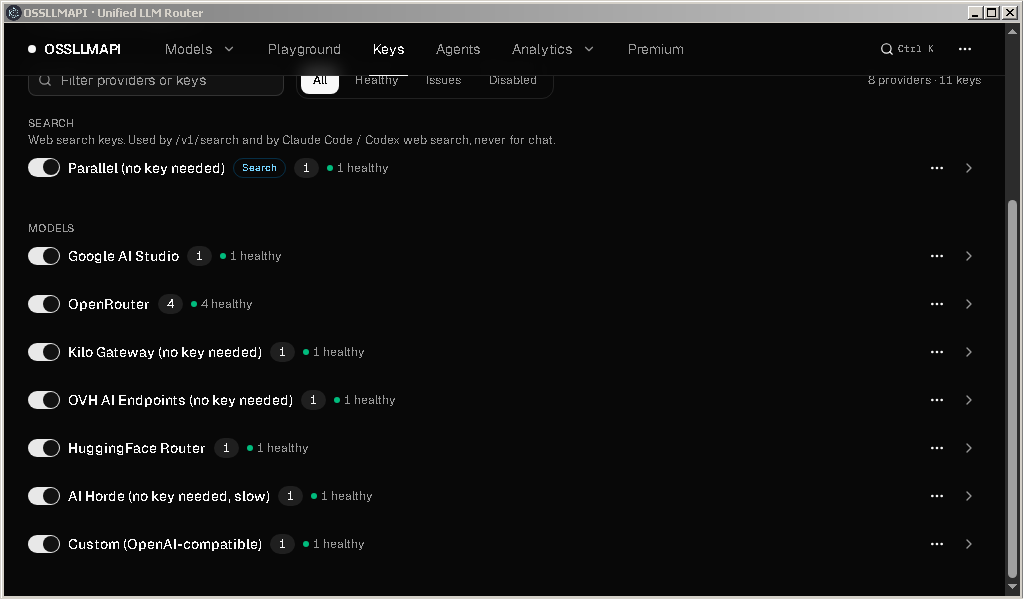 OSSLLMAPI · Unified LLM Router
OSSLLMAPI Models Playground Keys Agents Analytics Premium Ctrl K
Filter providers or keys All Healthy Issues Disabled 8 providers · 11 keys
SEARCH
Web search keys. Used by /v1/search and by Claude Code / Codex web search, never for chat.
Parallel (no key needed) Search 1 1 healthy
MODELS
Google AI Studio 1 1 healthy
OpenRouter 4 4 healthy
Kilo Gateway (no key needed) 1 1 healthy
OVH AI Endpoints (no key needed) 1 1 healthy
HuggingFace Router 1 1 healthy
AI Horde (no key needed, slow) 1 1 healthy
Custom (OpenAI-compatible) 1 1 healthy